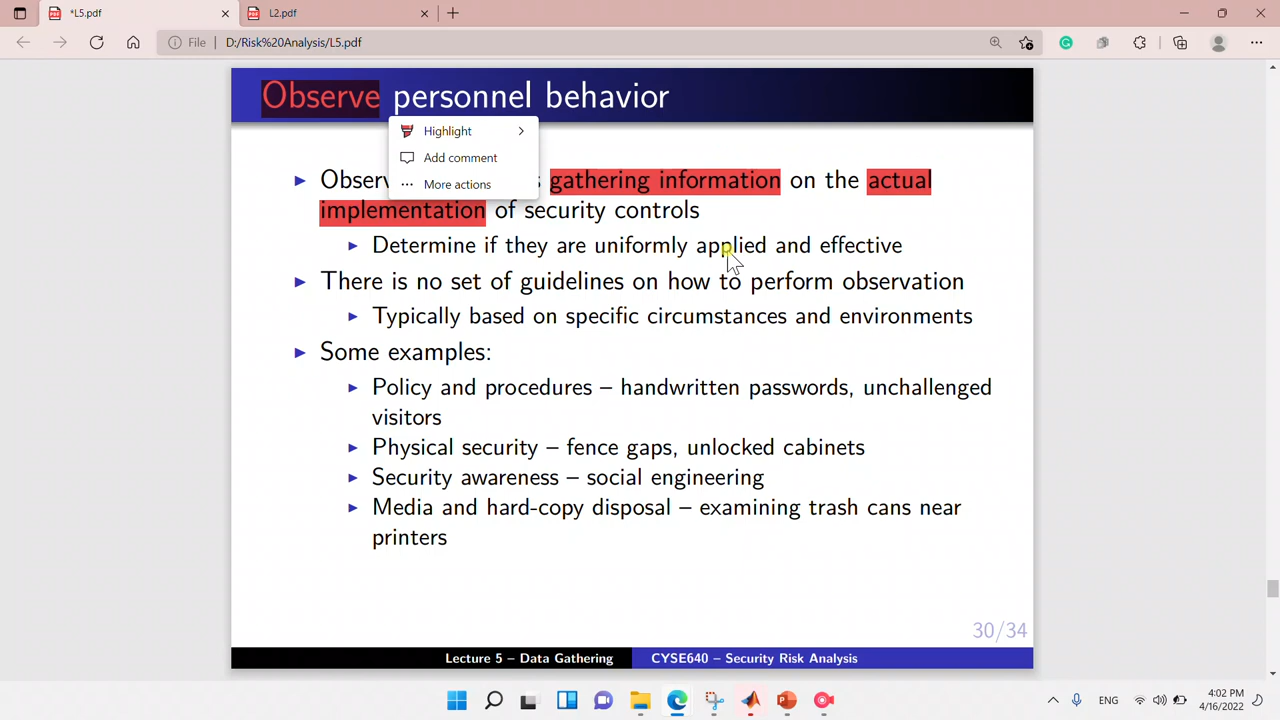 *L5.pdf
L2.pdf
File
D:/Risk%20Analysis/L5.pdf
Observe personnel behavior
Highlight
Add comment
More actions
Obser s gathering information on the actual
implementation of security controls
Determine if they are uniformly applied and effective
There is no set of guidelines on how to perform observation
Typically based on specific circumstances and environments
Some examples:
Policy and procedures – handwritten passwords, unchallenged
visitors
Physical security – fence gaps, unlocked cabinets
Security awareness – social engineering
Media and hard-copy disposal – examining trash cans near
printers
30/34
Lecture 5 – Data Gathering
CYSE640 – Security Risk Analysis
ENG
4:02 PM
4/16/2022